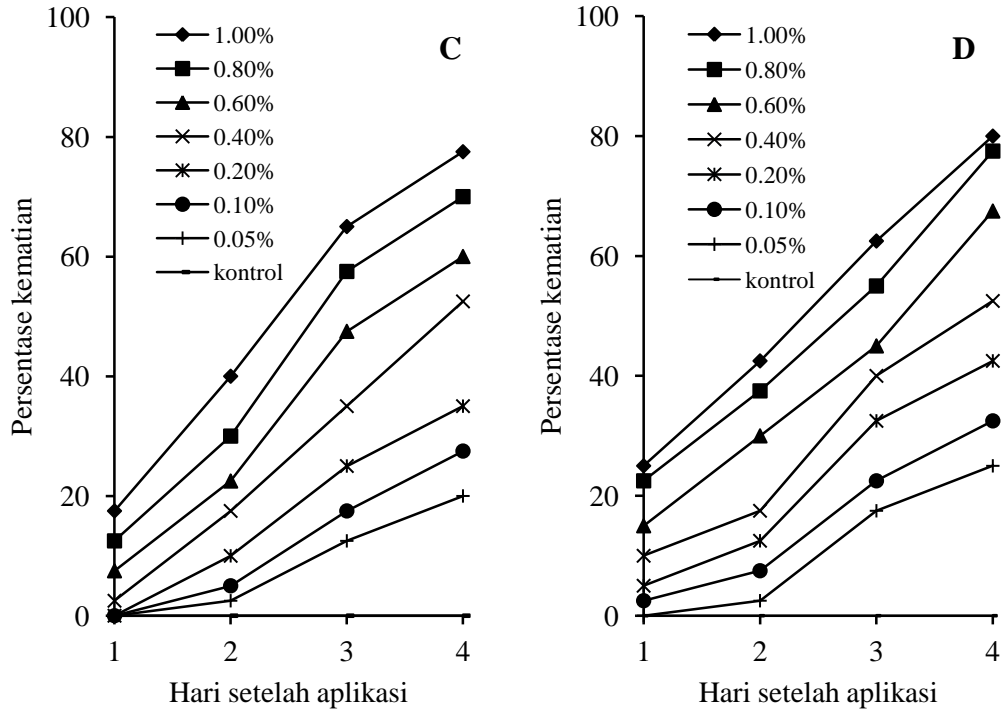 Persentase kematian
100
80
60
40
20
0
1.00%
0.80%
0.60%
0.40%
0.20%
0.10%
0.05%
kontrol
C
1 2 3 4
Hari setelah aplikasi
Persentase kematian
100
80
60
40
20
0
1.00%
0.80%
0.60%
0.40%
0.20%
0.10%
0.05%
kontrol
D
1 2 3 4
Hari setelah aplikasi